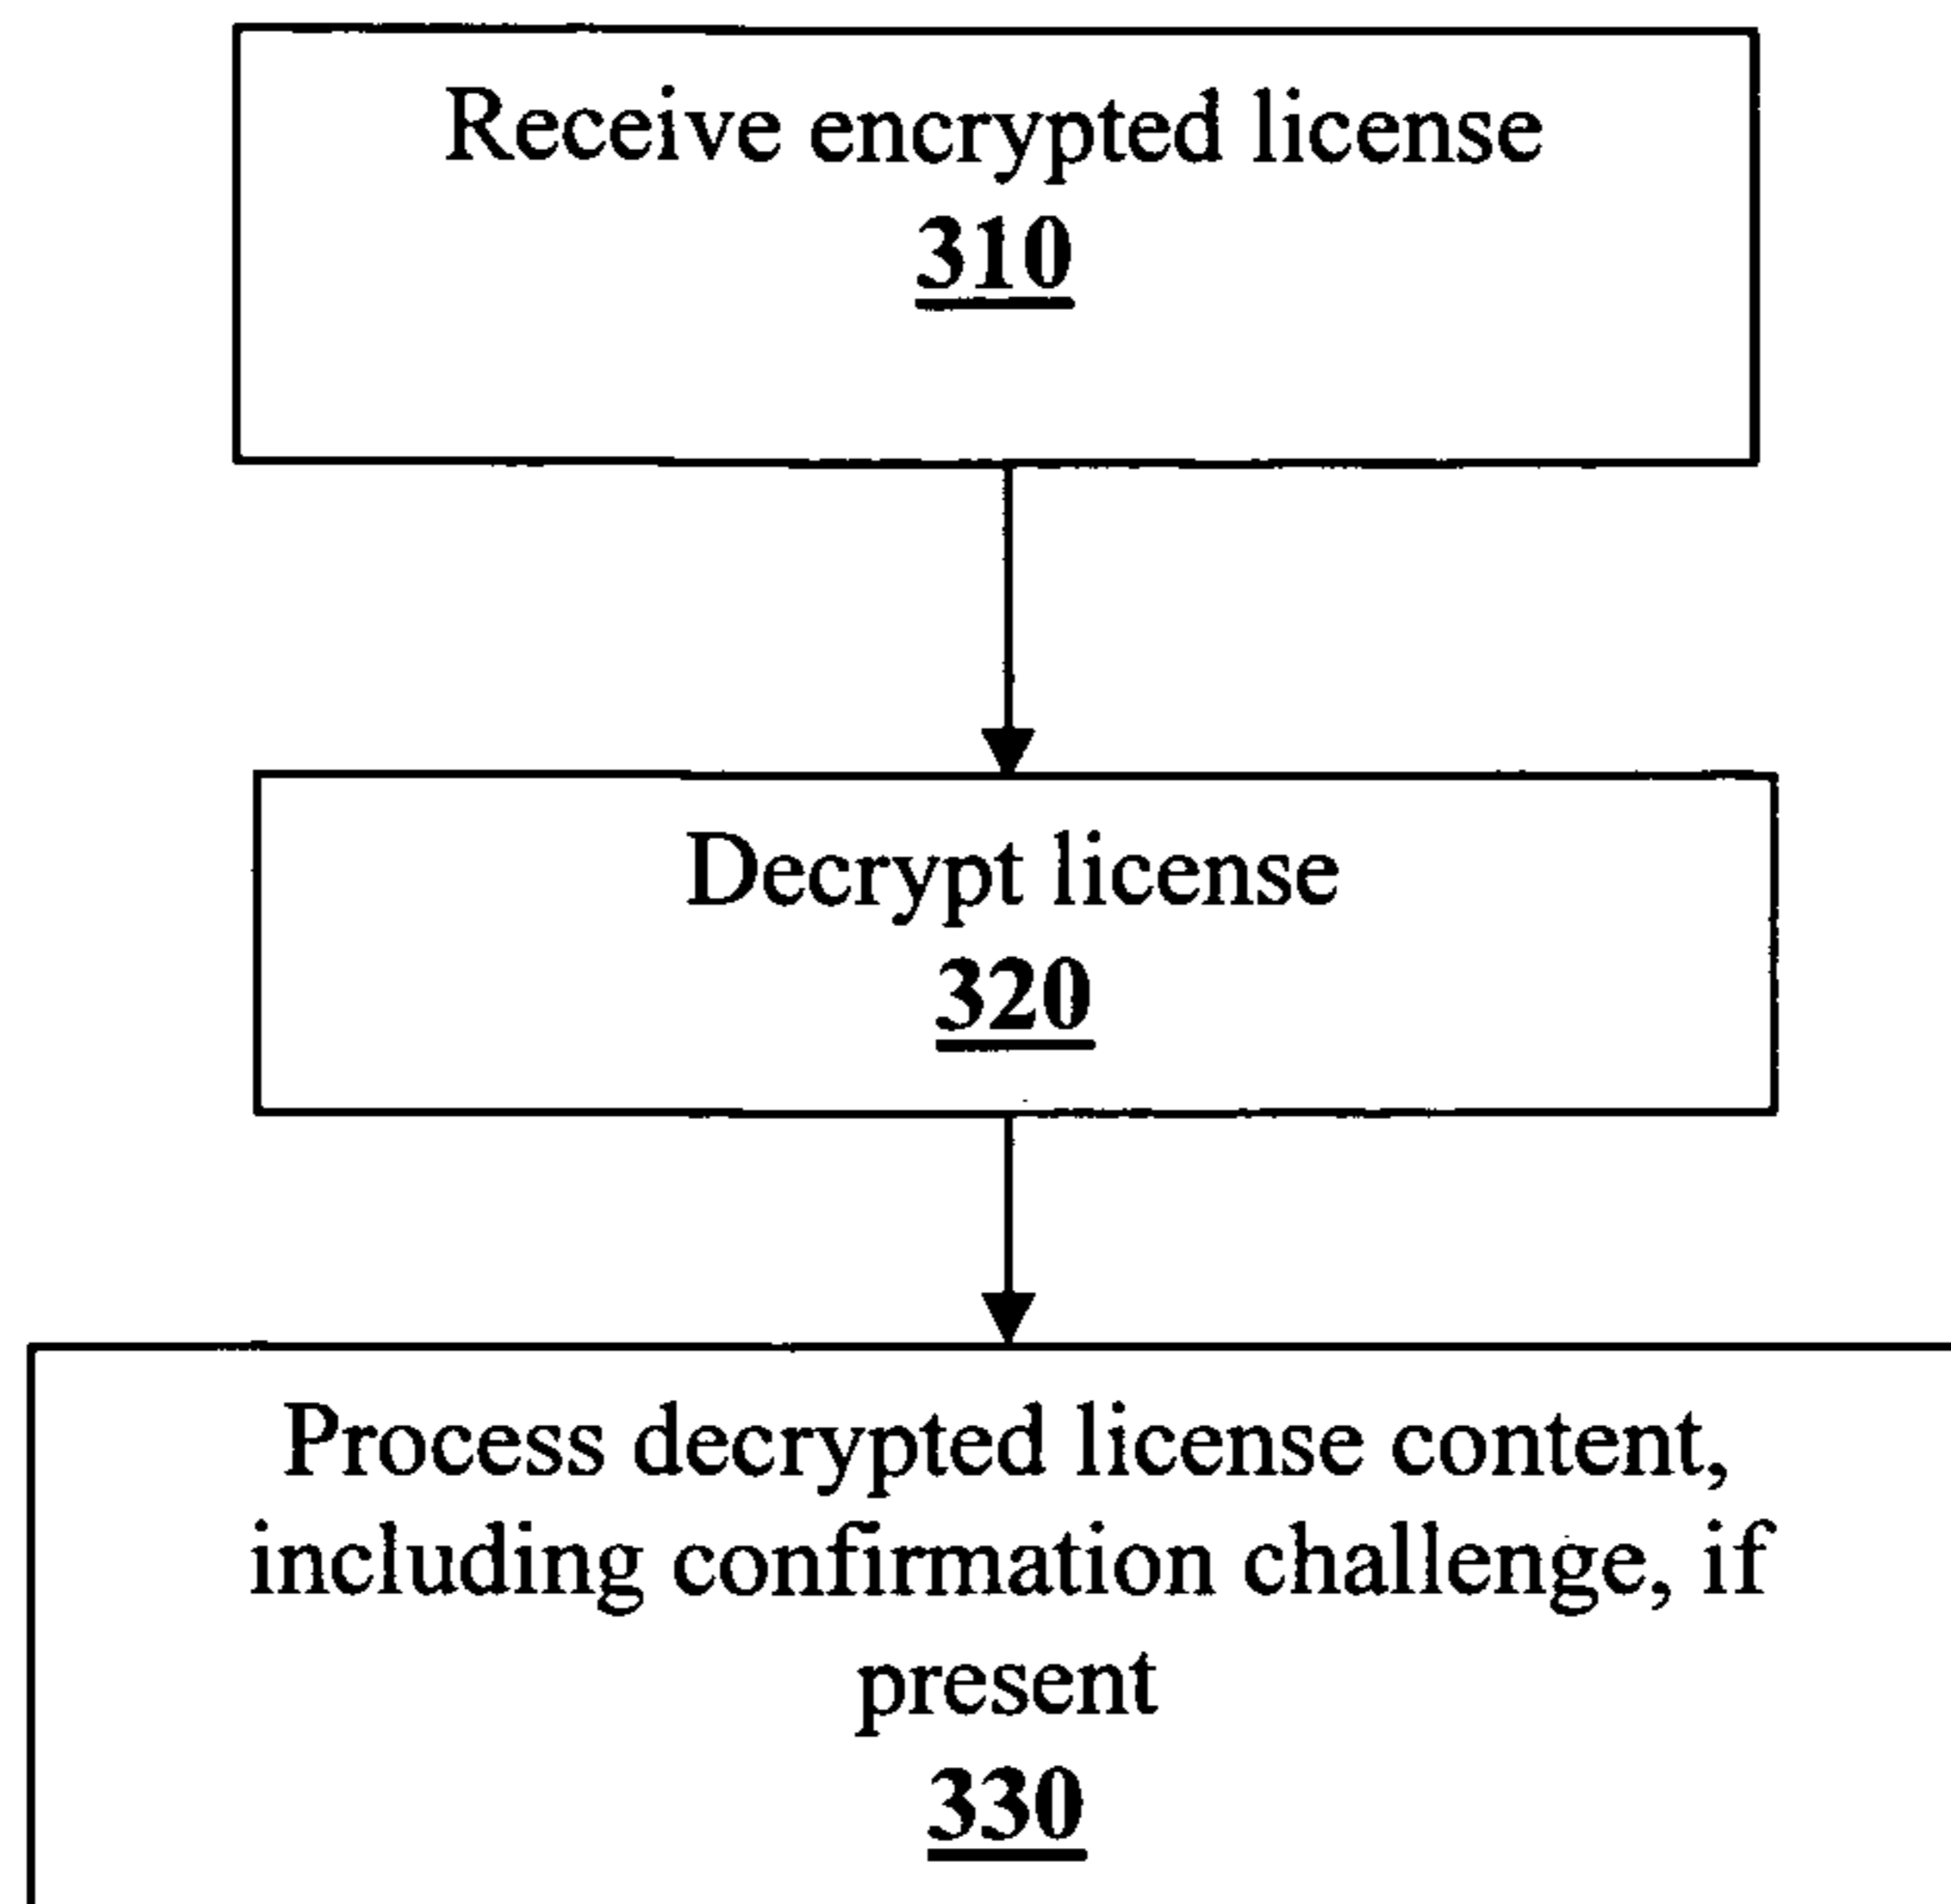 Receive encrypted license
310
Decrypt license
320
Process decrypted license content,
including confirmation challenge, if
present
330